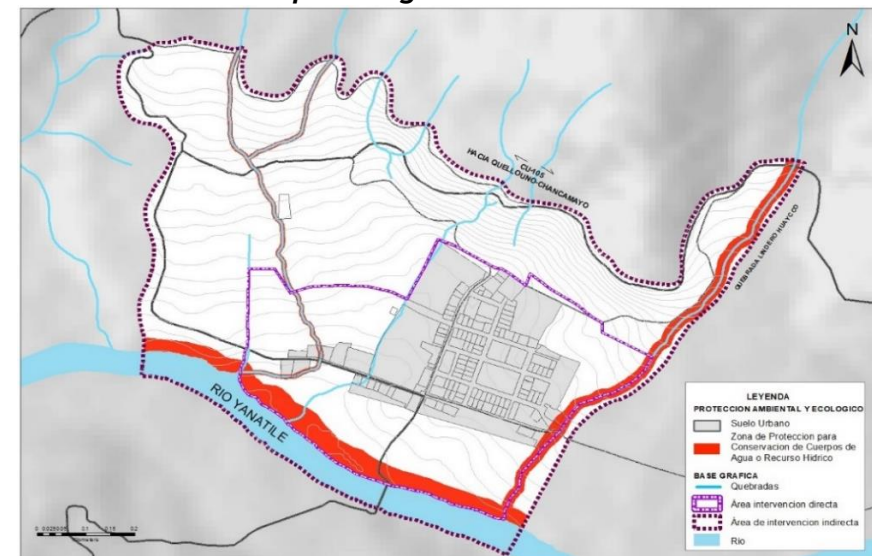 N
CU-105
HACIA QUELLOUNO-CHANCAMAYO
QUEBRADA LINDERO HUAYCCO
RIO YANATILE
LEYENDA
PROTECCION AMBIENTAL Y ECOLOGICO
Suelo Urbano
Zona de Proteccion para
Conservacion de Cuerpos de
Agua o Recurso Hidrico
BASE GRAFICA
Quebradas
Área intervencion directa
Área de intervencion indirecta
Rio